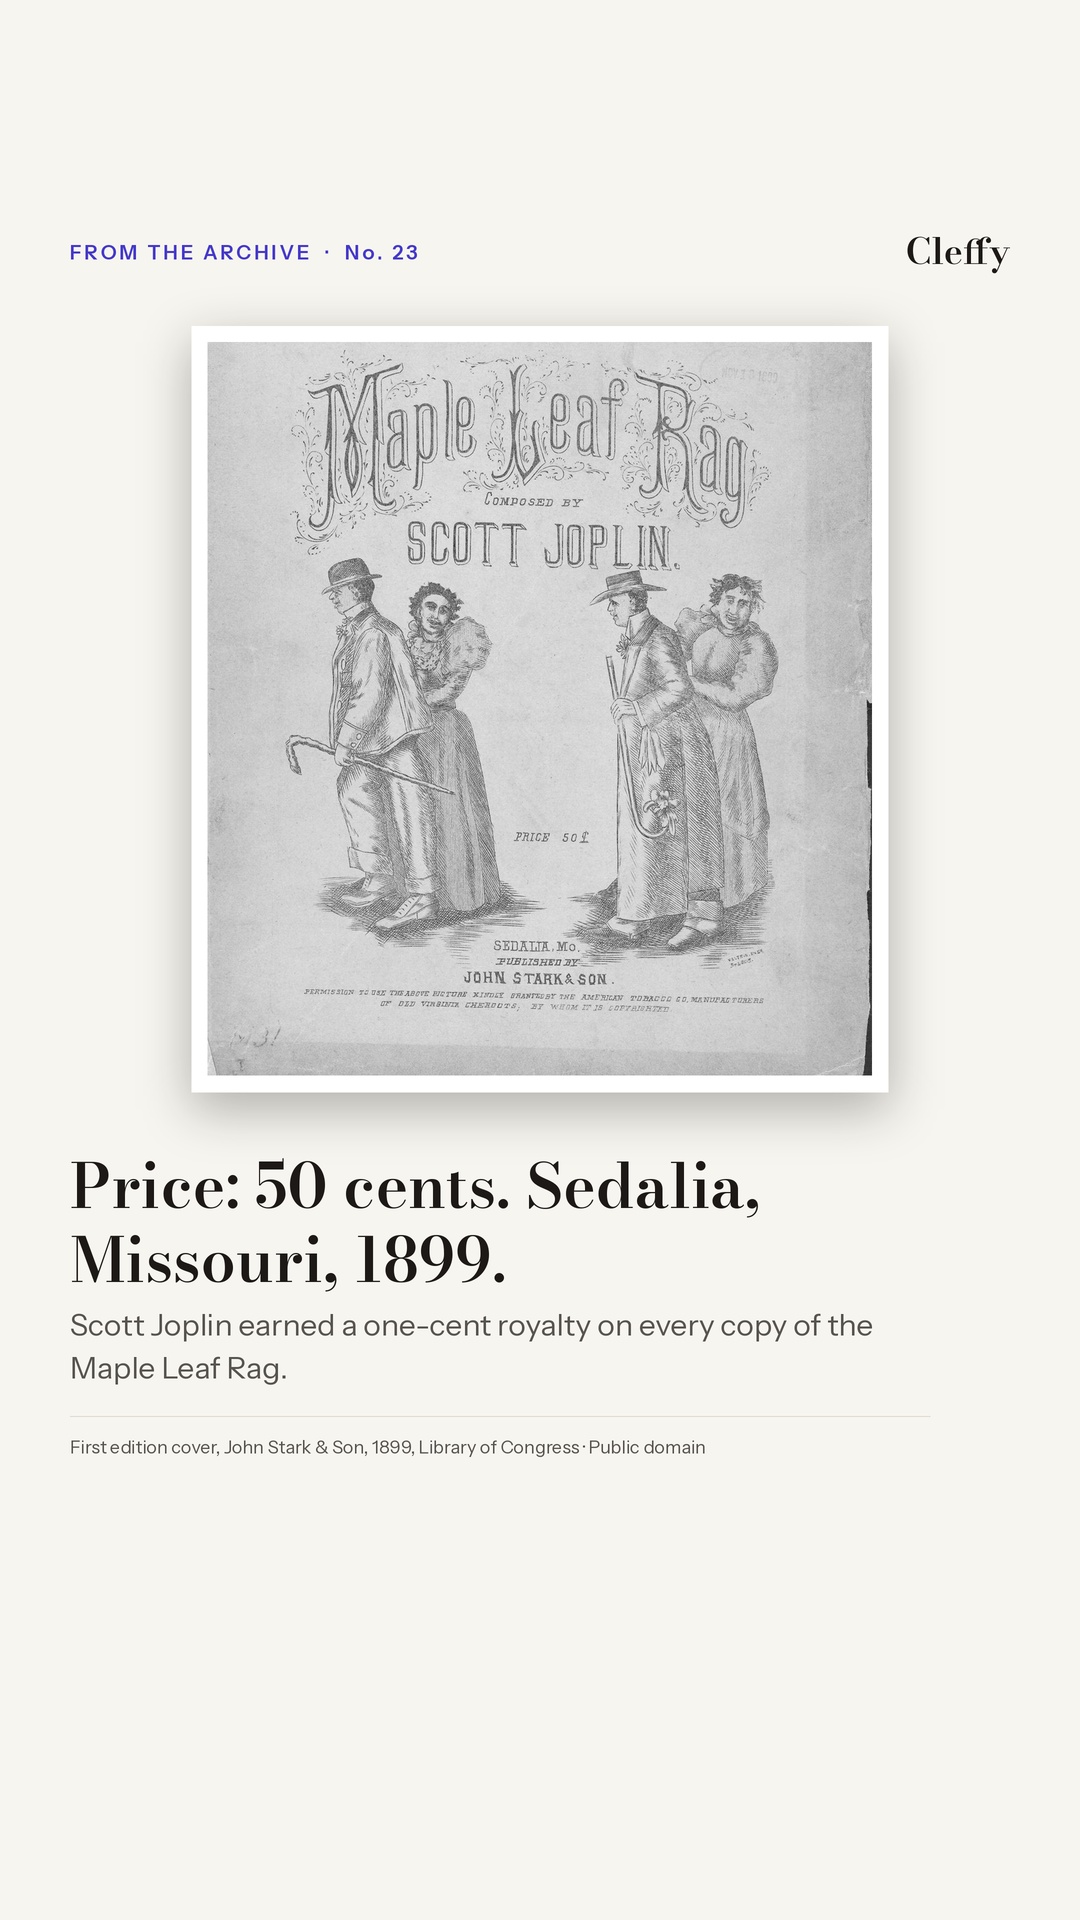 FROM THE ARCHIVE · No. 23
Cleffy
Maple Leaf Rag
COMPOSED BY
SCOTT JOPLIN.
PRICE 50¢
SEDALIA, Mo.
PUBLISHED BY
JOHN STARK & SON.
PERMISSION TO USE THE ABOVE PICTURE KINDLY GRANTED BY THE AMERICAN TOBACCO CO, MANUFACTURERS
OF OLD VIRGINIA CHEROOTS; BY WHOM IT IS COPYRIGHTED.
Price: 50 cents. Sedalia,
Missouri, 1899.
Scott Joplin earned a one-cent royalty on every copy of the
Maple Leaf Rag.
First edition cover, John Stark & Son, 1899, Library of Congress · Public domain